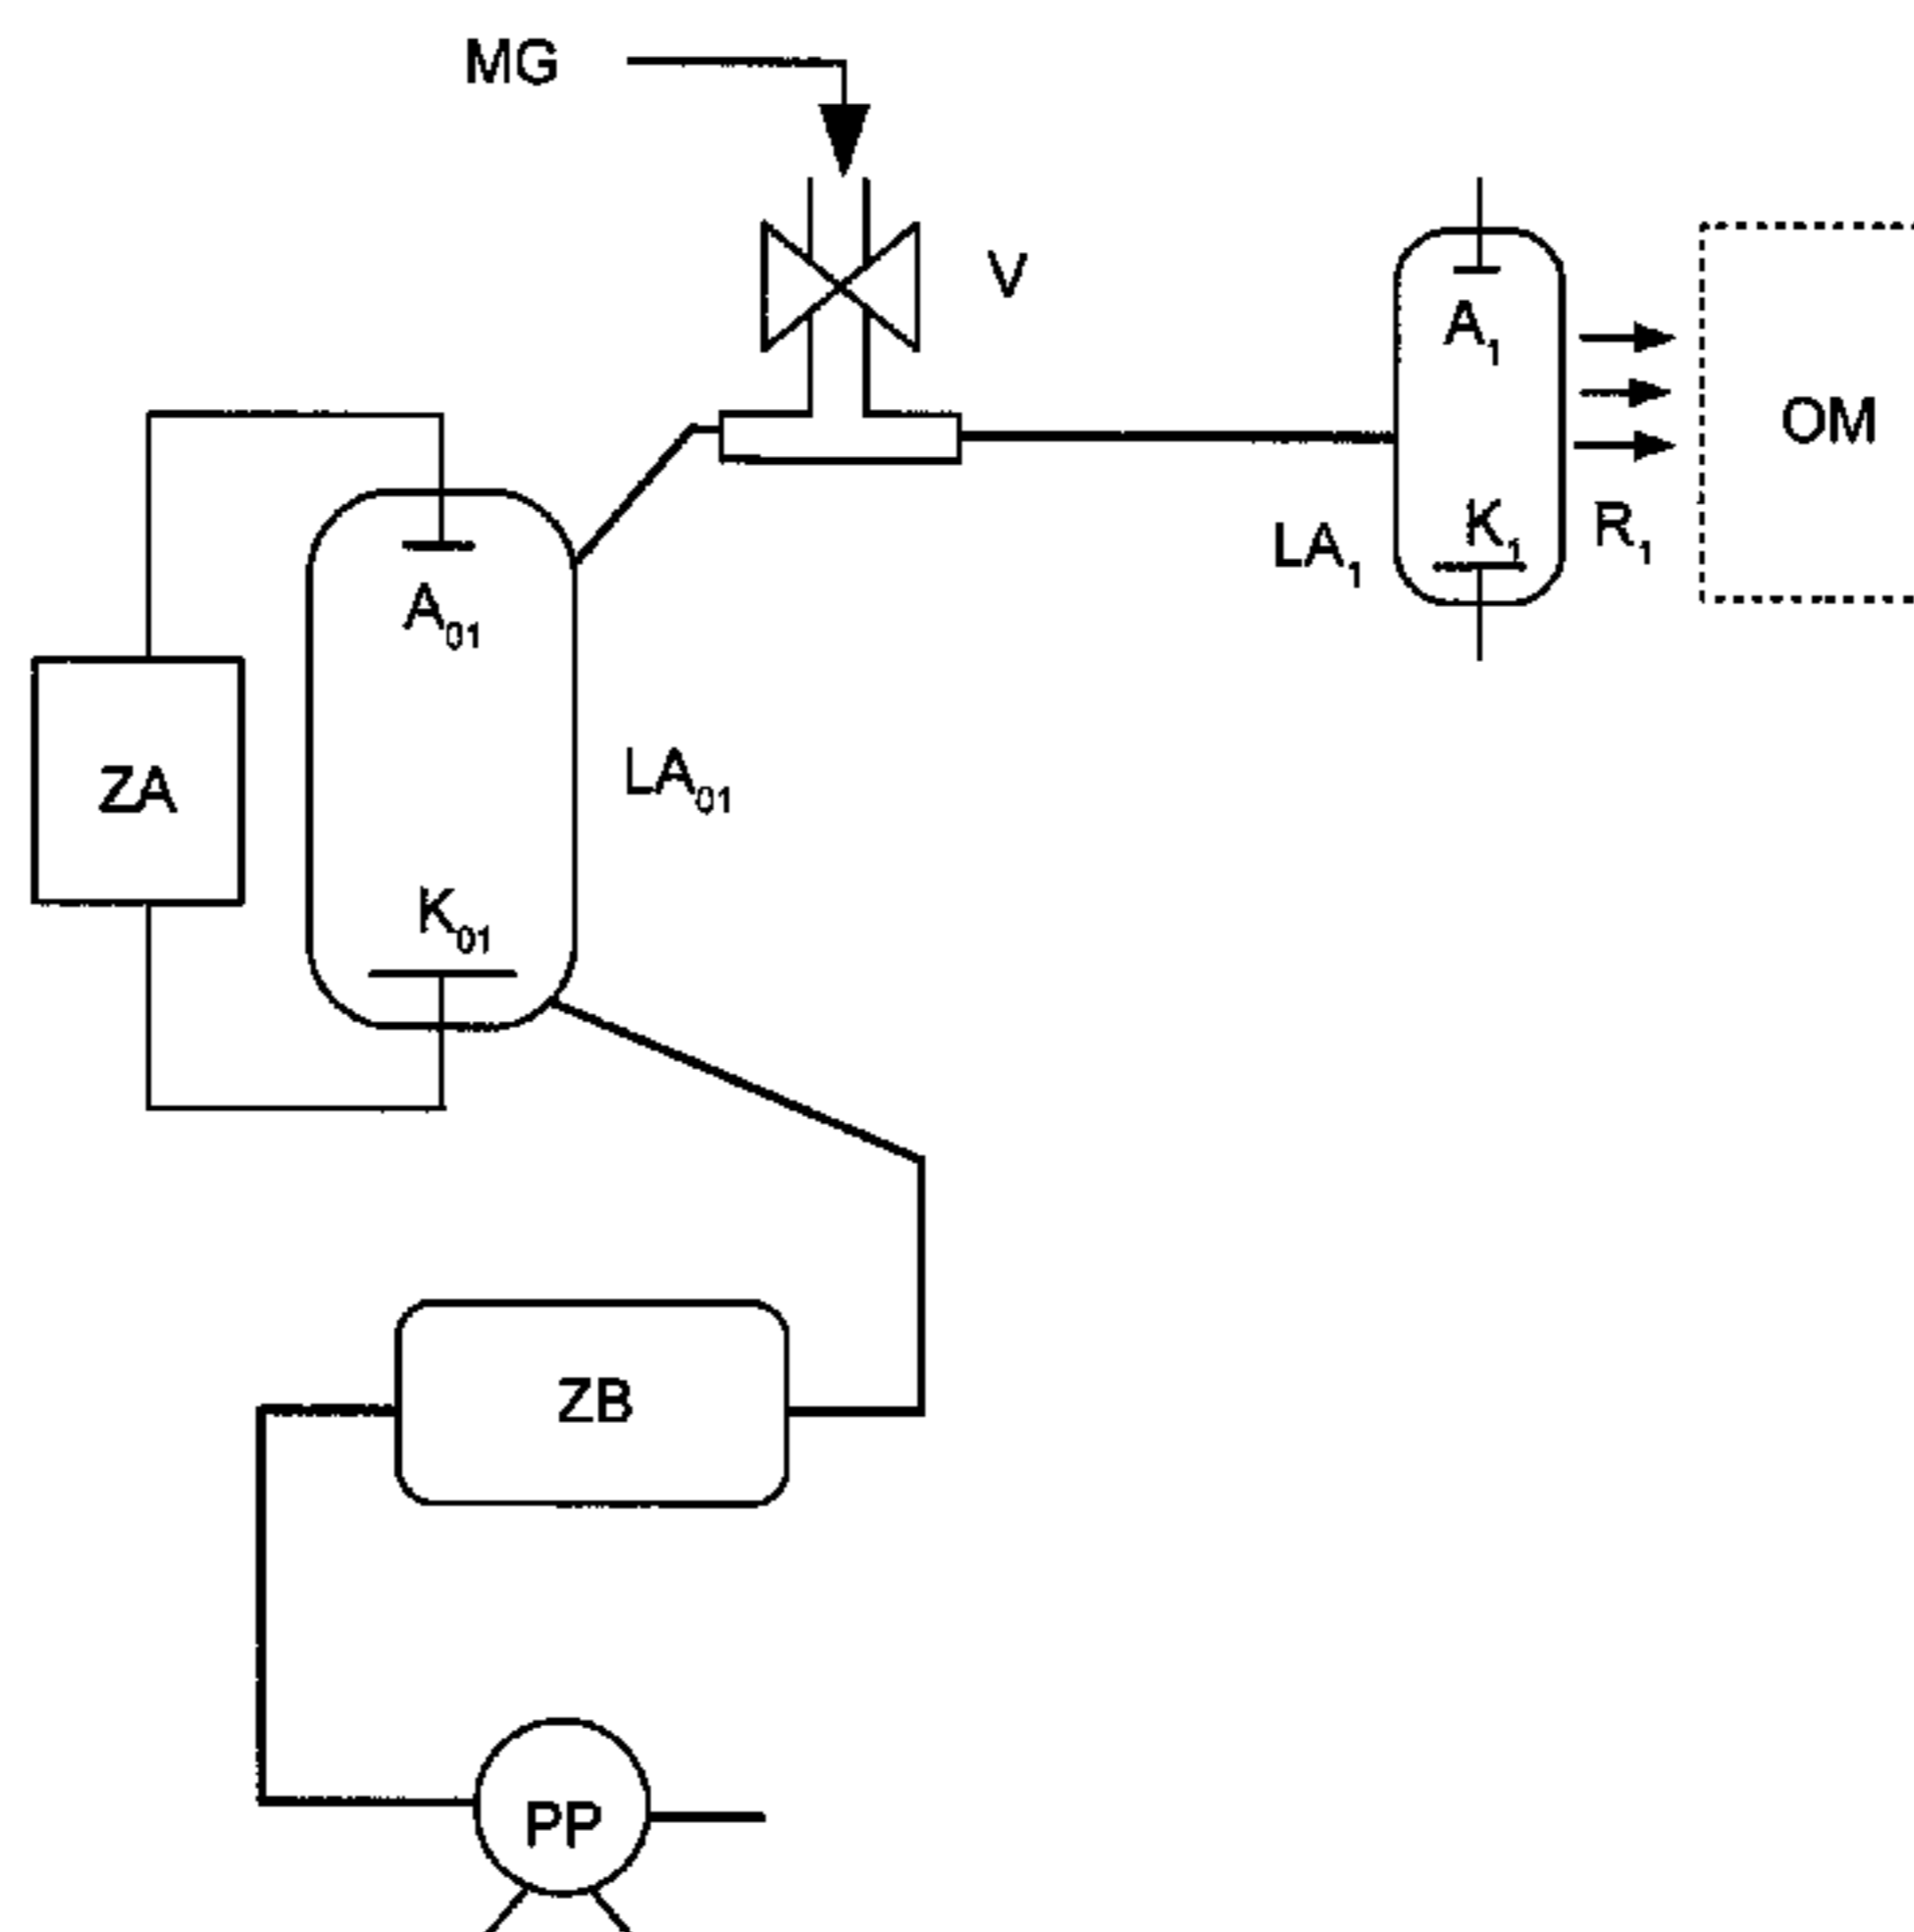 MG
V
A₁
OM
K₁
R₁
LA₁
A₀₁
ZA
LA₀₁
K₀₁
ZB
PP